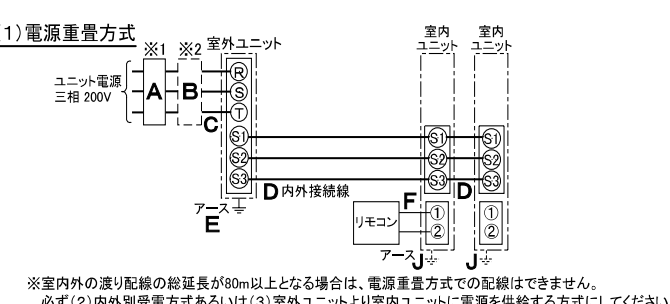 1)電源重畳方式
※1 ※2 室外ユニット
室内ユニット 室内ユニット
ユニット電源
三相 200V
A B
R
S
T
C
S1 S1 S1
S2 S2 S2
S3 S3 S3
D 内外接続線 D
アース
E
F
リモコン
① ①
② ②
アース J J
※室内外の渡り配線の総延長が80m以上となる場合は、電源重畳方式での配線はできません。
必ず(2)内外別受電方式あるいは(3)室外ユニットより室内ユニットに電源を供給する方式にしてください